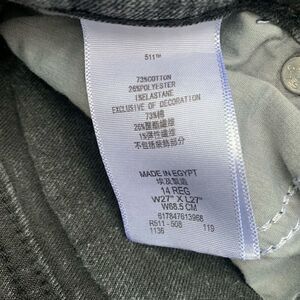 511™
73%COTTON
26%POLYESTER
1%ELASTANE
EXCLUSIVE OF DECORATION
73%棉
26%聚酯纖維
1%彈性纖維
不包括裝飾部分
MADE IN EGYPT
埃及製造
14 REG
W27" X L27"
W68.5 CM
617847613968
R511-508
1136 119